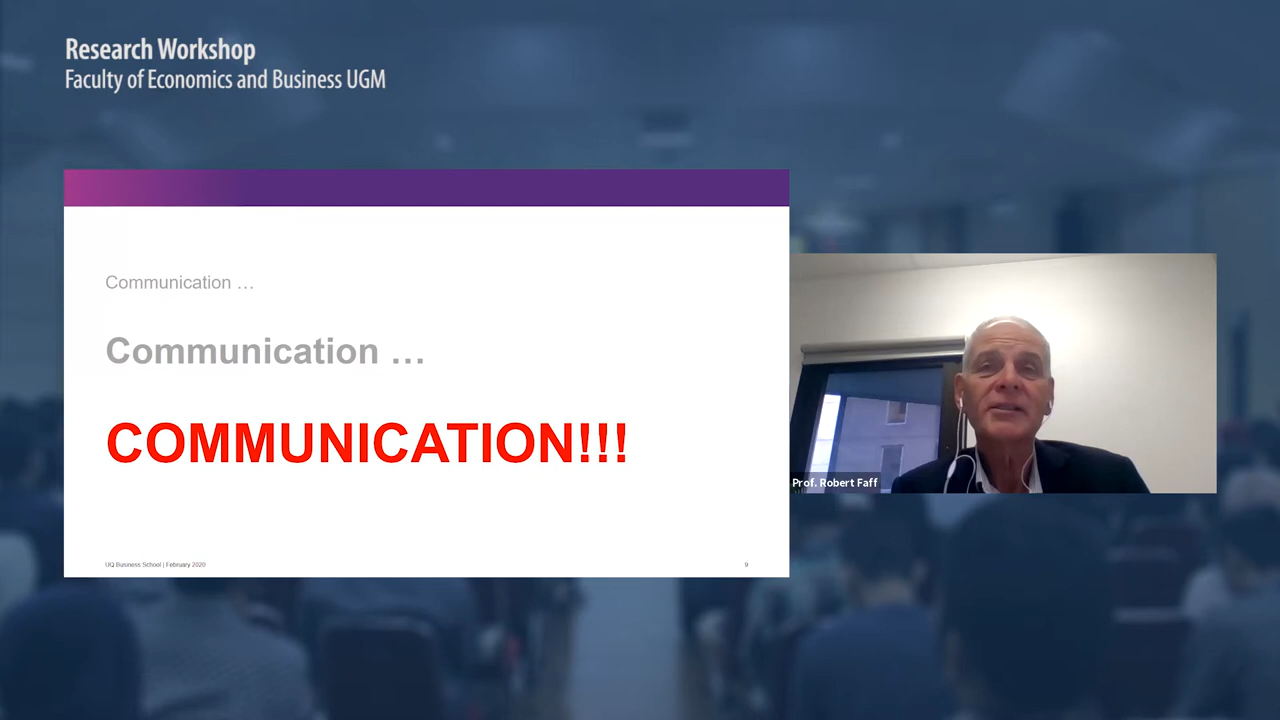 Research Workshop
Faculty of Economics and Business UGM
Communication …
Communication …
COMMUNICATION!!!
UQ Business School | February 2020
9
Prof. Robert Faff